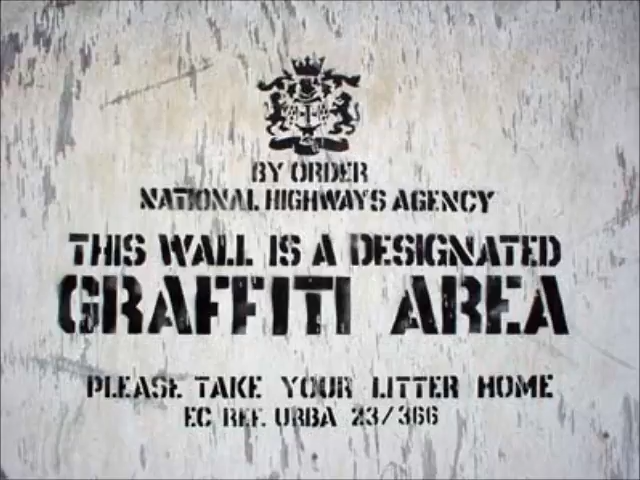 BY ORDER
NATIONAL HIGHWAYS AGENCY
THIS WALL IS A DESIGNATED
GRAFFITI AREA
PLEASE TAKE YOUR LITTER HOME
EC REF. URBA 23/366